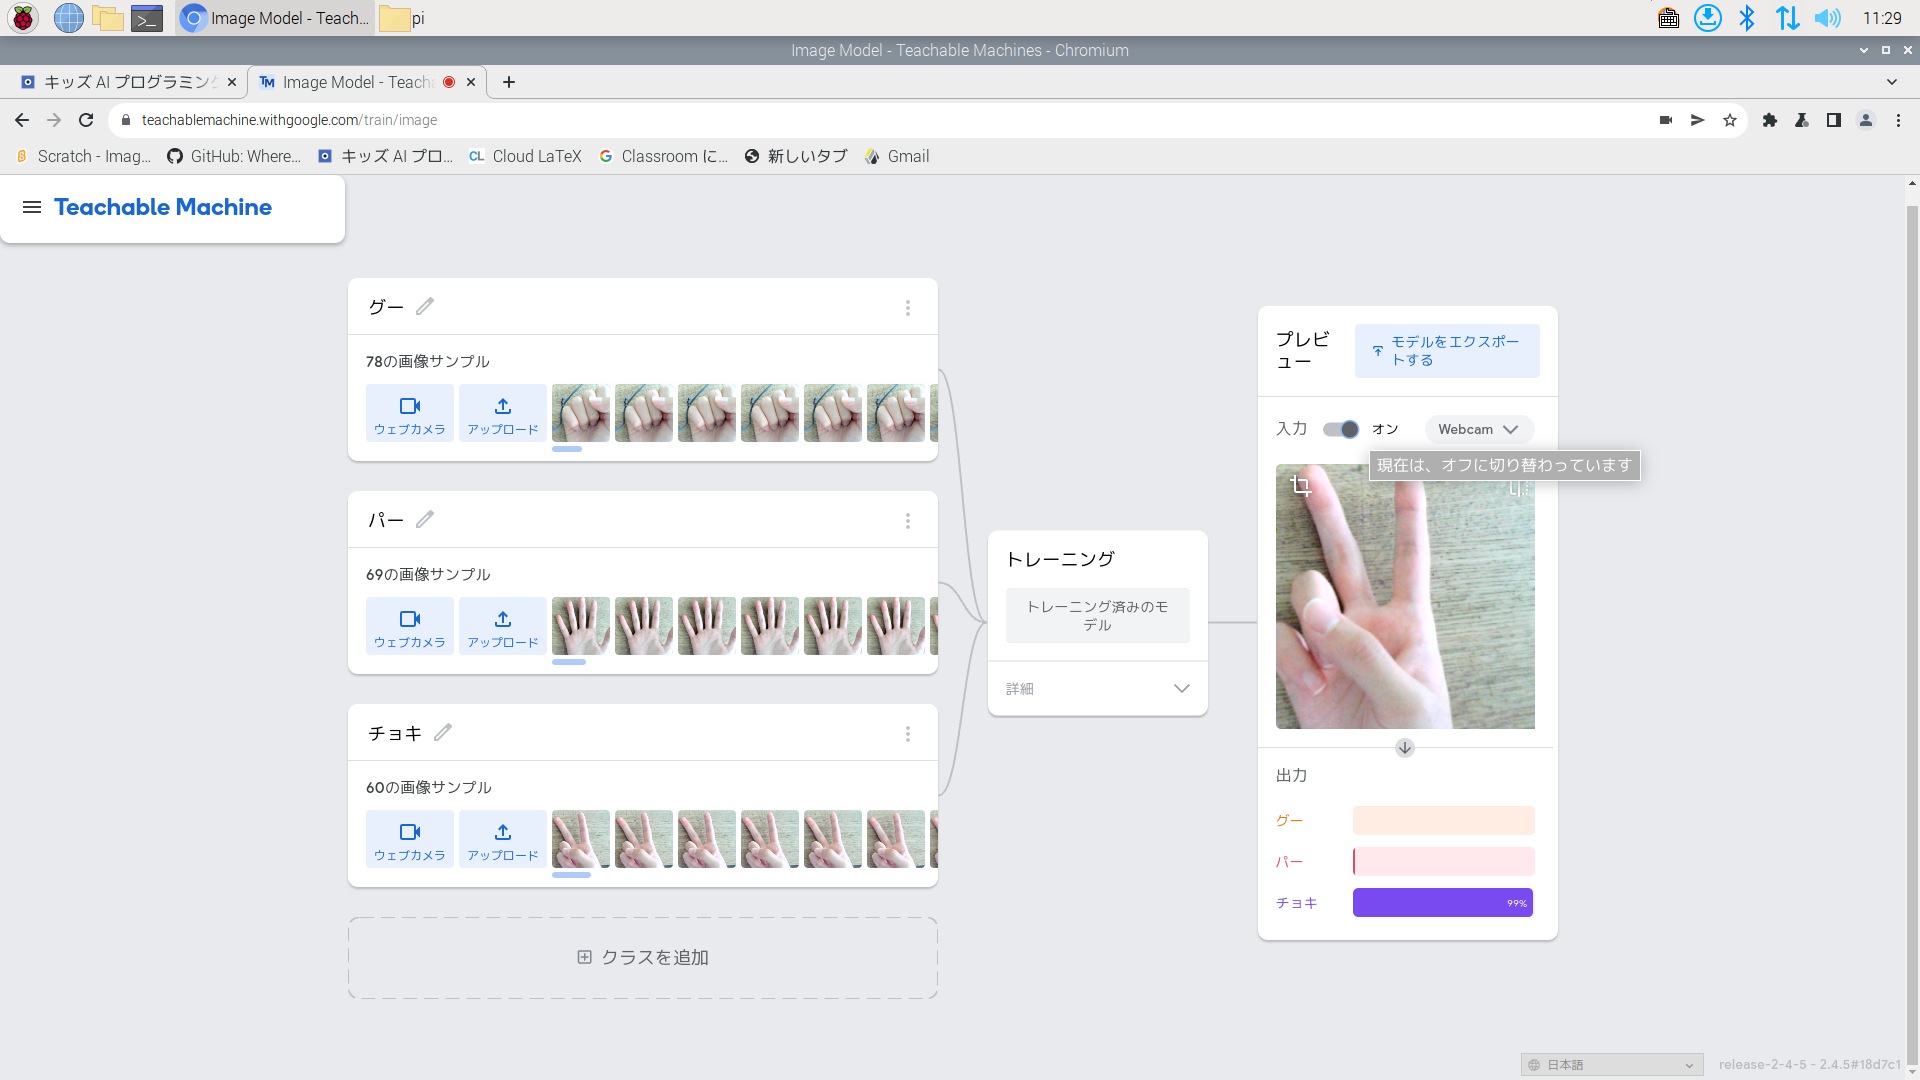 Image Model - Teach...
pi
11:29
Image Model - Teachable Machines - Chromium
キッズ AI プログラミング
TM Image Model - Teacha
teachablemachine.withgoogle.com/train/image
Scratch - Imag...
GitHub: Where...
キッズ AI プロ...
CL Cloud LaTeX
G Classroom に...
新しいタブ
Gmail
Teachable Machine
グー
78の画像サンプル
ウェブカメラ
アップロード
パー
69の画像サンプル
ウェブカメラ
アップロード
チョキ
60の画像サンプル
ウェブカメラ
アップロード
クラスを追加
トレーニング
トレーニング済みのモ
デル
詳細
プレビ
ュー
モデルをエクスポー
トする
入力
オン
Webcam
現在は、オフに切り替わっています
出力
グー
パー
チョキ
99%
日本語
release-2-4-5 - 2.4.5#18d7c1